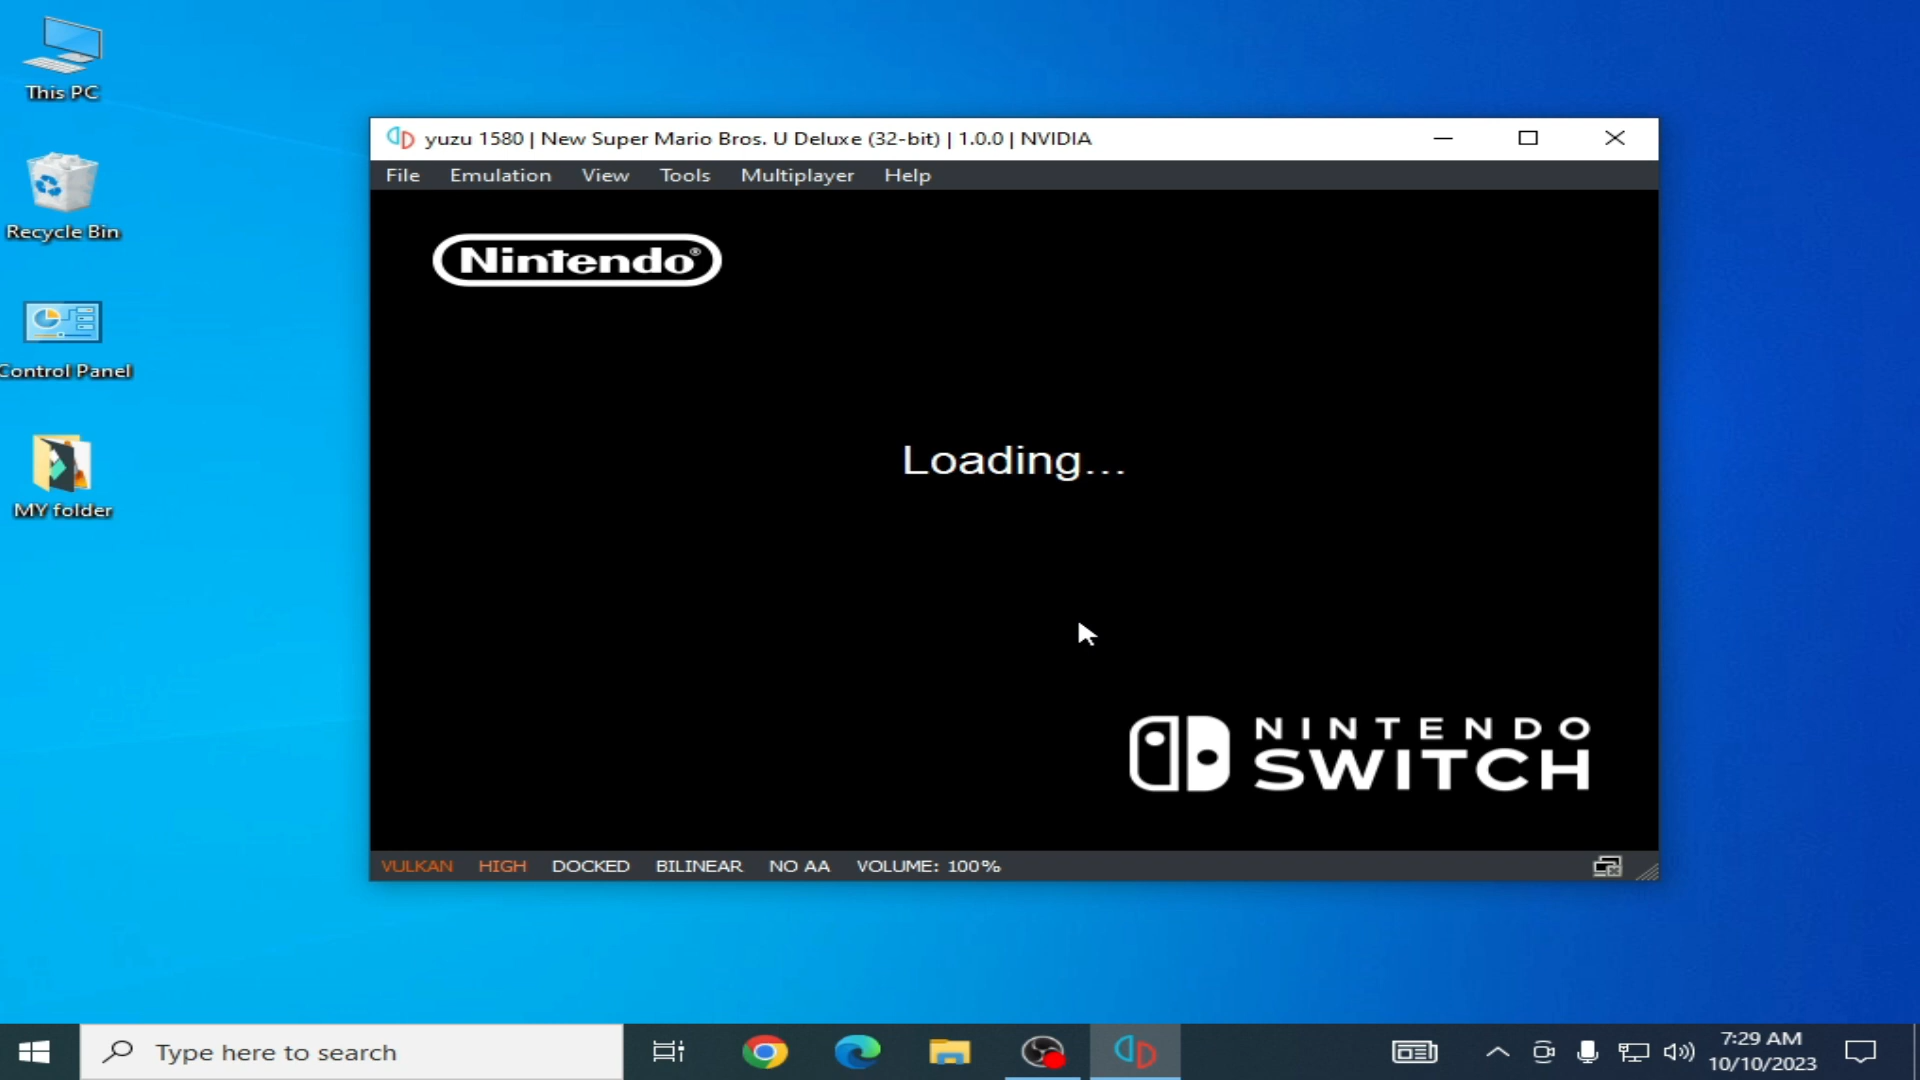 This PC
Recycle Bin
Control Panel
MY folder
yuzu 1580 | New Super Mario Bros. U Deluxe (32-bit) | 1.0.0 | NVIDIA
File Emulation View Tools Multiplayer Help
Nintendo®
Loading...
NINTENDO
SWITCH
VULKAN HIGH DOCKED BILINEAR NO AA VOLUME: 100%
Type here to search
7:29 AM
10/10/2023